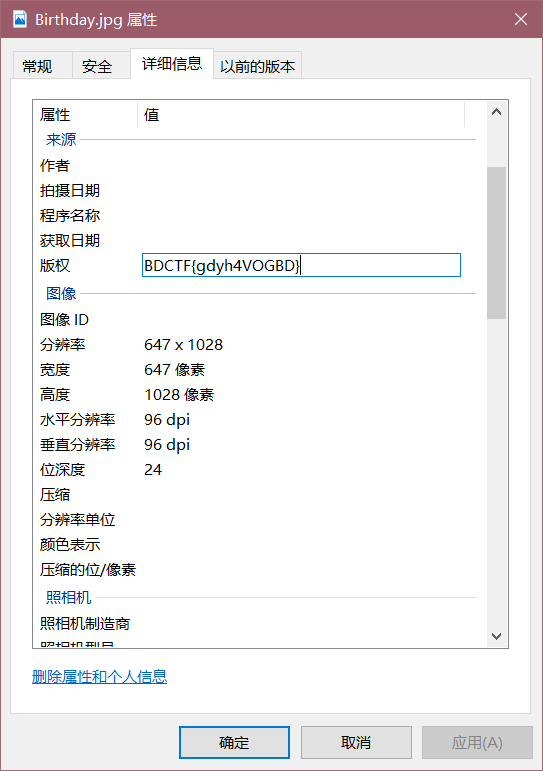 Birthday.jpg 属性
常规 安全 详细信息 以前的版本
属性 值
来源
作者
拍摄日期
程序名称
获取日期
版权 BDCTF{gdyh4VOGBD}
图像
图像 ID
分辨率 647 x 1028
宽度 647 像素
高度 1028 像素
水平分辨率 96 dpi
垂直分辨率 96 dpi
位深度 24
压缩
分辨率单位
颜色表示
压缩的位/像素
照相机
照相机制造商
照相机型号
删除属性和个人信息
确定 取消 应用(A)